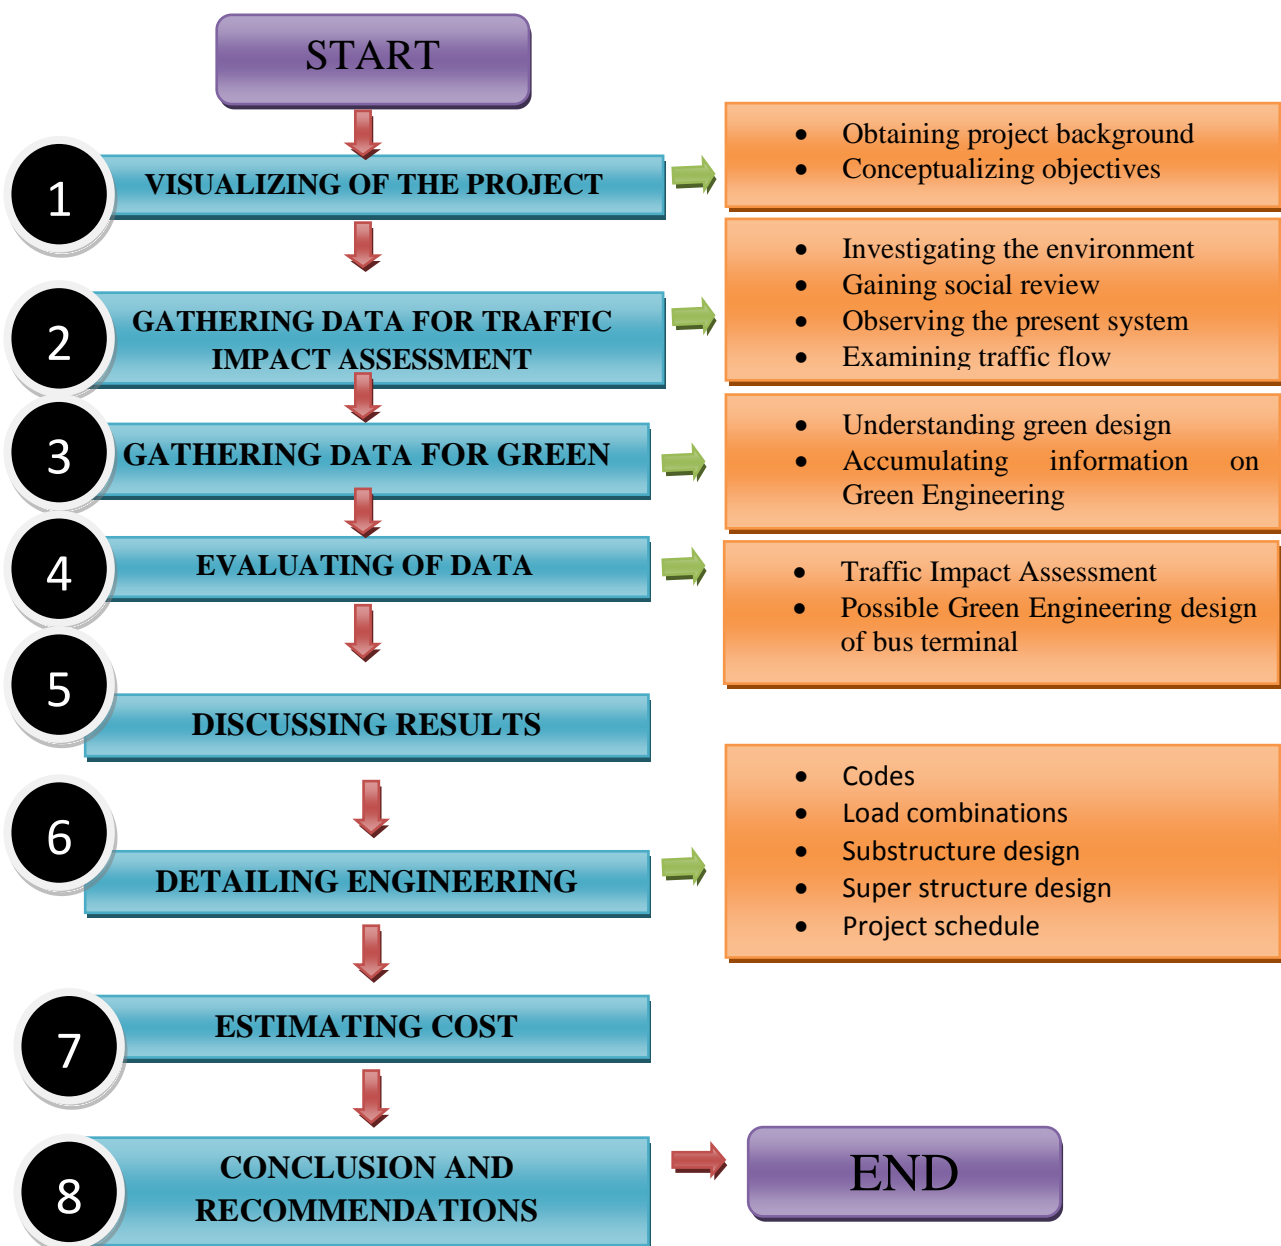 START
1
VISUALIZING OF THE PROJECT
• Obtaining project background
• Conceptualizing objectives
2
GATHERING DATA FOR TRAFFIC
IMPACT ASSESSMENT
• Investigating the environment
• Gaining social review
• Observing the present system
• Examining traffic flow
3
GATHERING DATA FOR GREEN
• Understanding green design
• Accumulating information on
Green Engineering
4
EVALUATING OF DATA
• Traffic Impact Assessment
• Possible Green Engineering design
of bus terminal
5
DISCUSSING RESULTS
6
DETAILING ENGINEERING
• Codes
• Load combinations
• Substructure design
• Super structure design
• Project schedule
7
ESTIMATING COST
8
CONCLUSION AND
RECOMMENDATIONS
END